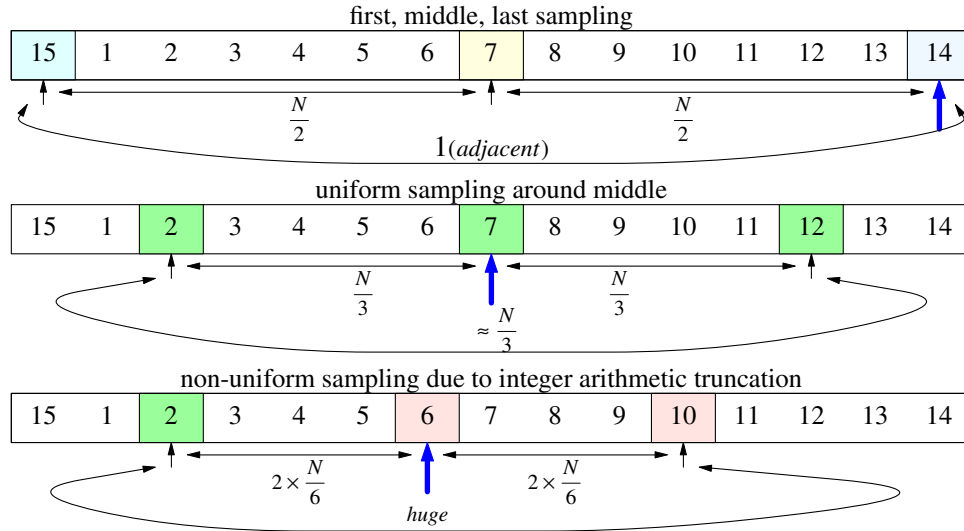 first, middle, last sampling
15 1 2 3 4 5 6 7 8 9 10 11 12 13 14
N/2 N/2
1(adjacent)
uniform sampling around middle
15 1 2 3 4 5 6 7 8 9 10 11 12 13 14
N/3 N/3
≈ N/3
non-uniform sampling due to integer arithmetic truncation
15 1 2 3 4 5 6 7 8 9 10 11 12 13 14
2 × N/6 2 × N/6
huge